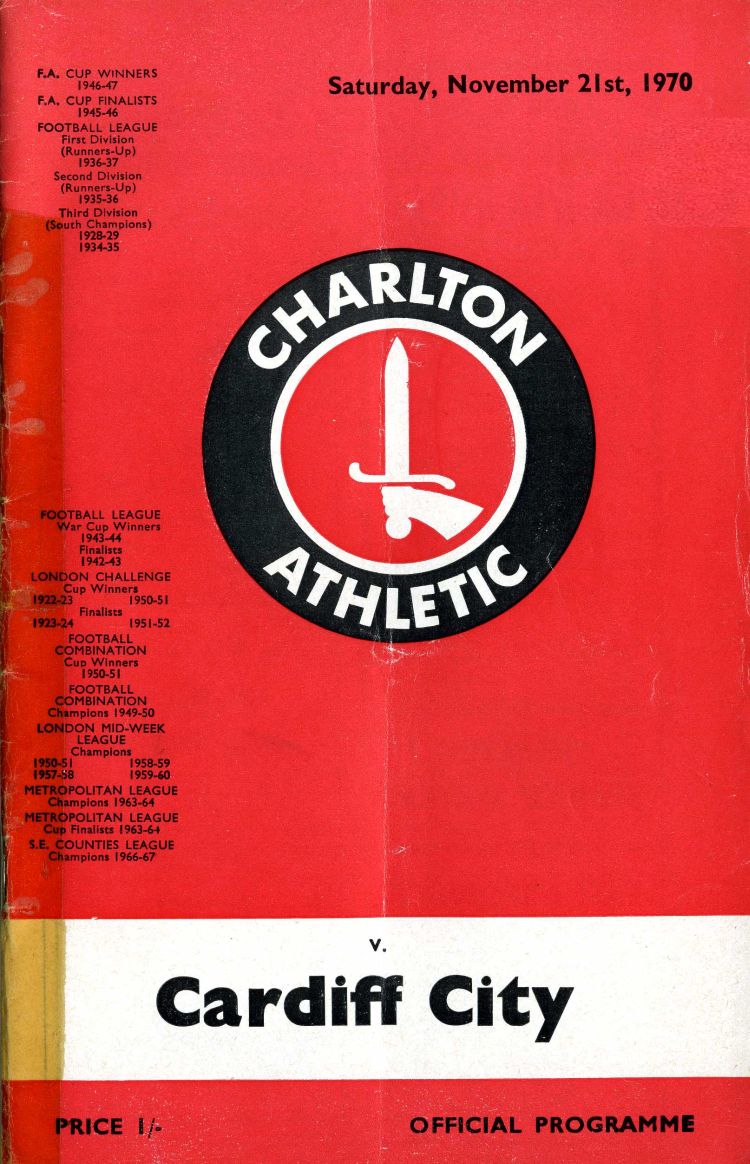 F.A. CUP WINNERS
1946-47
F.A. CUP FINALISTS
1945-46
FOOTBALL LEAGUE
First Division
(Runners-Up)
1936-37
Second Division
(Runners-Up)
1935-36
Third Division
(South Champions)
1928-29
1934-35
Saturday, November 21st, 1970
CHARLTON
ATHLETIC
FOOTBALL LEAGUE
War Cup Winners
1943-44
Finalists
1942-43
LONDON CHALLENGE
Cup Winners
1922-23 1950-51
Finalists
1923-24 1951-52
FOOTBALL
COMBINATION
Cup Winners
1950-51
FOOTBALL
COMBINATION
Champions 1949-50
LONDON MID-WEEK
LEAGUE
Champions
1950-51 1958-59
1957-58 1959-60
METROPOLITAN LEAGUE
Champions 1963-64
METROPOLITAN LEAGUE
Cup Finalists 1963-64
S.E. COUNTIES LEAGUE
Champions 1966-67
v.
Cardiff City
PRICE 1/- OFFICIAL PROGRAMME